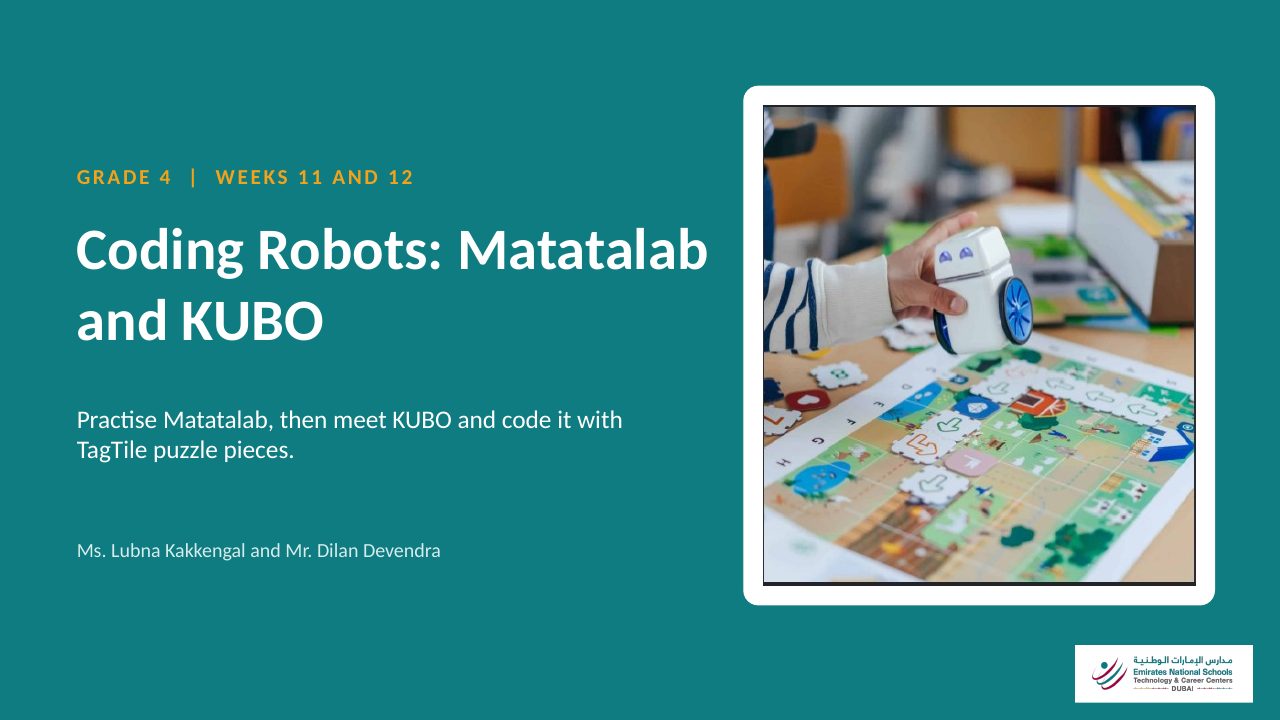 GRADE 4 | WEEKS 11 AND 12
Coding Robots: Matatalab
and KUBO
Practise Matatalab, then meet KUBO and code it with
TagTile puzzle pieces.
Ms. Lubna Kakkengal and Mr. Dilan Devendra
F
G
H
مدارس الإمارات الوطنية
Emirates National Schools
Technology & Career Centers
DUBAI